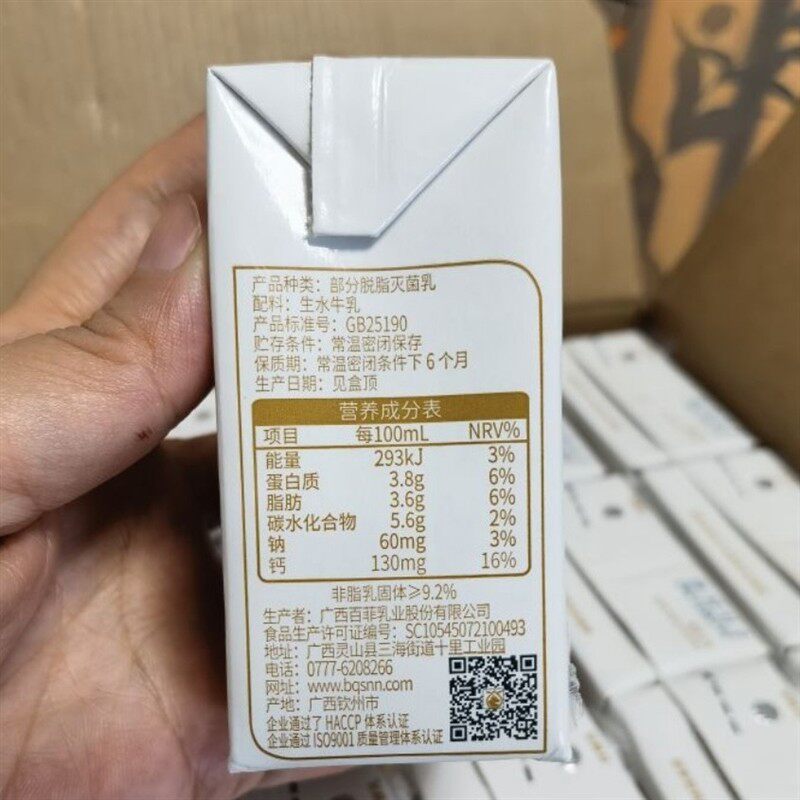 产品种类：部分脱脂灭菌乳
配料：生水牛乳
产品标准号：GB25190
贮存条件：常温密闭保存
保质期：常温密闭条件下6个月
生产日期：见盒顶
营养成分表
项目 每100mL NRV%
能量 293kJ 3%
蛋白质 3.8g 6%
脂肪 3.6g 6%
碳水化合物 5.6g 2%
钠 60mg 3%
钙 130mg 16%
非脂乳固体≥9.2%
生产者：广西百菲乳业股份有限公司
食品生产许可证编号：SC10545072100493
地址：广西灵山县三海街道十里工业园
电话：0777-6208266
网址：www.bqsnn.com
产地：广西钦州市
企业通过了HACCP体系认证
企业通过ISO9001质量管理体系认证